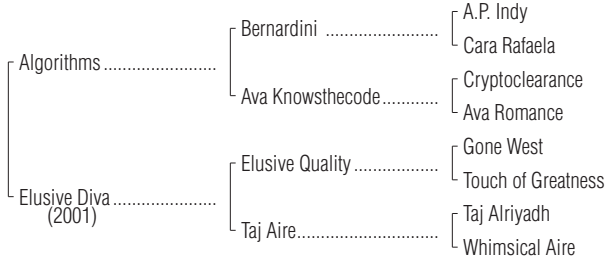 A.P. Indy
Bernardini ........................
Cara Rafaela
Algorithms ........................
Cryptoclearance
Ava Knowsthecode............
Ava Romance
Gone West
Elusive Quality ..................
Touch of Greatness
Elusive Diva ......................
(2001)
Taj Alriyadh
Taj Aire..............................
Whimsical Aire